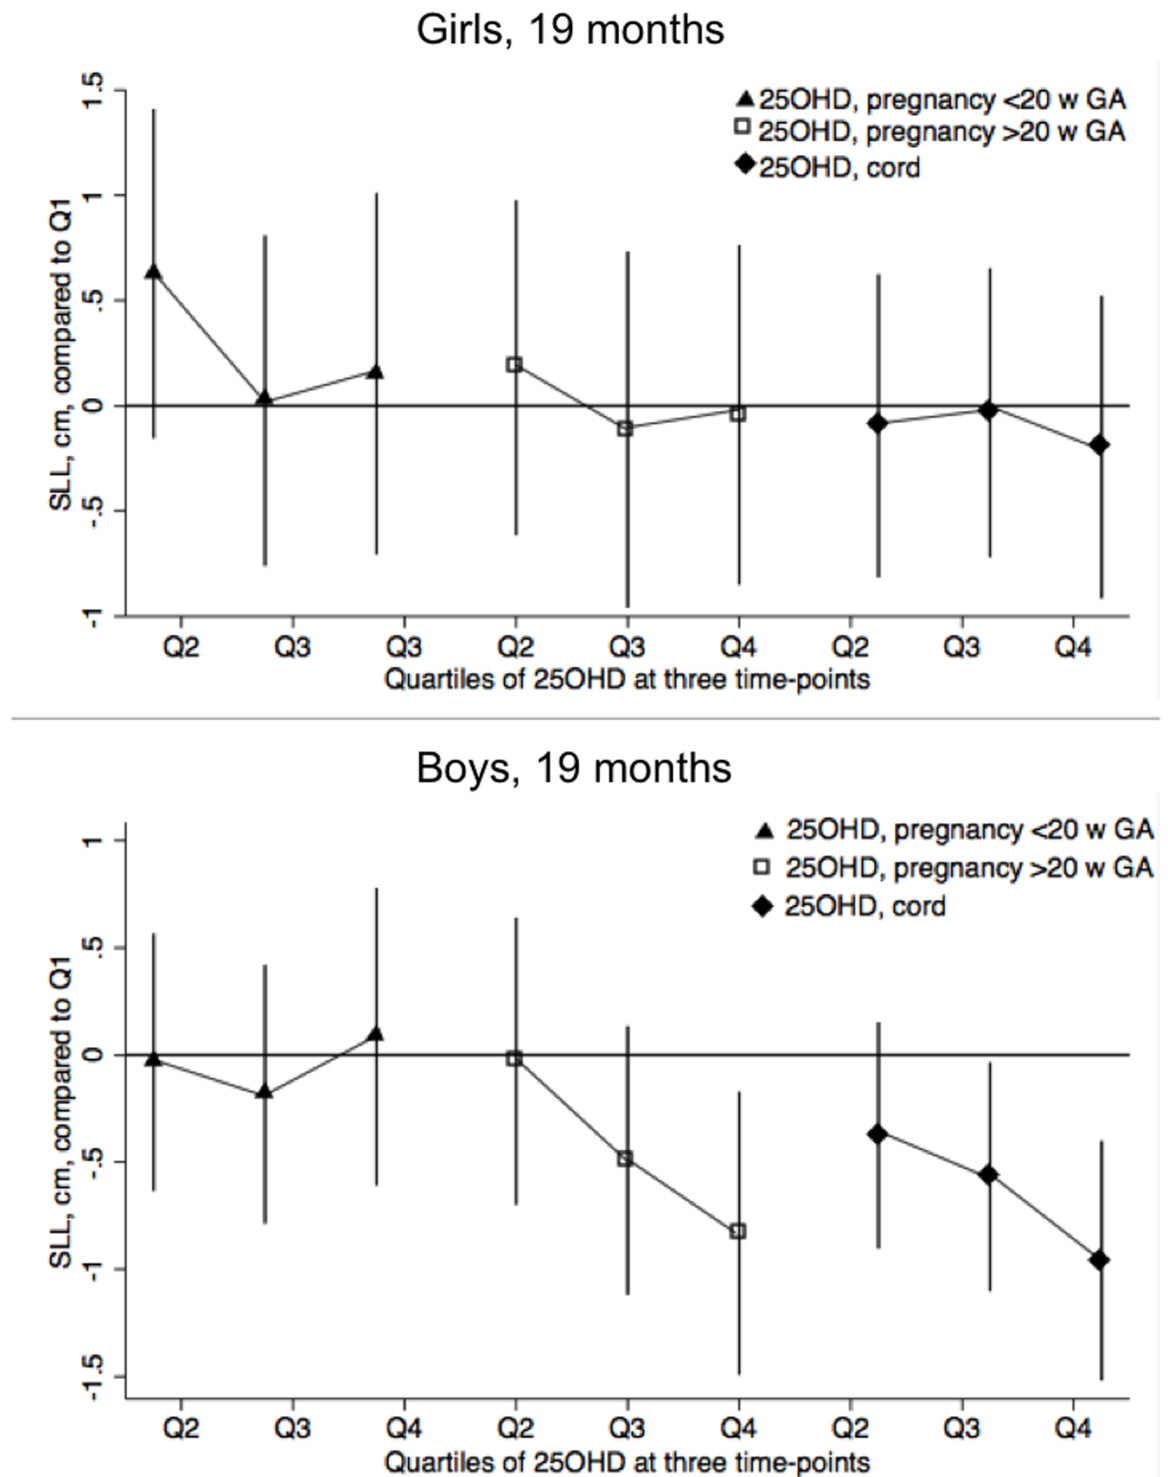 Girls, 19 months
25OHD, pregnancy <20 w GA
25OHD, pregnancy >20 w GA
25OHD, cord
SLL, cm, compared to Q1
1.5
1
.5
0
-.5
-1
Q2 Q3 Q3 Q2 Q3 Q4 Q2 Q3 Q4
Quartiles of 25OHD at three time-points
Boys, 19 months
25OHD, pregnancy <20 w GA
25OHD, pregnancy >20 w GA
25OHD, cord
SLL, cm, compared to Q1
1
.5
0
-.5
-1
-1.5
Q2 Q3 Q4 Q2 Q3 Q4 Q2 Q3 Q4
Quartiles of 25OHD at three time-points